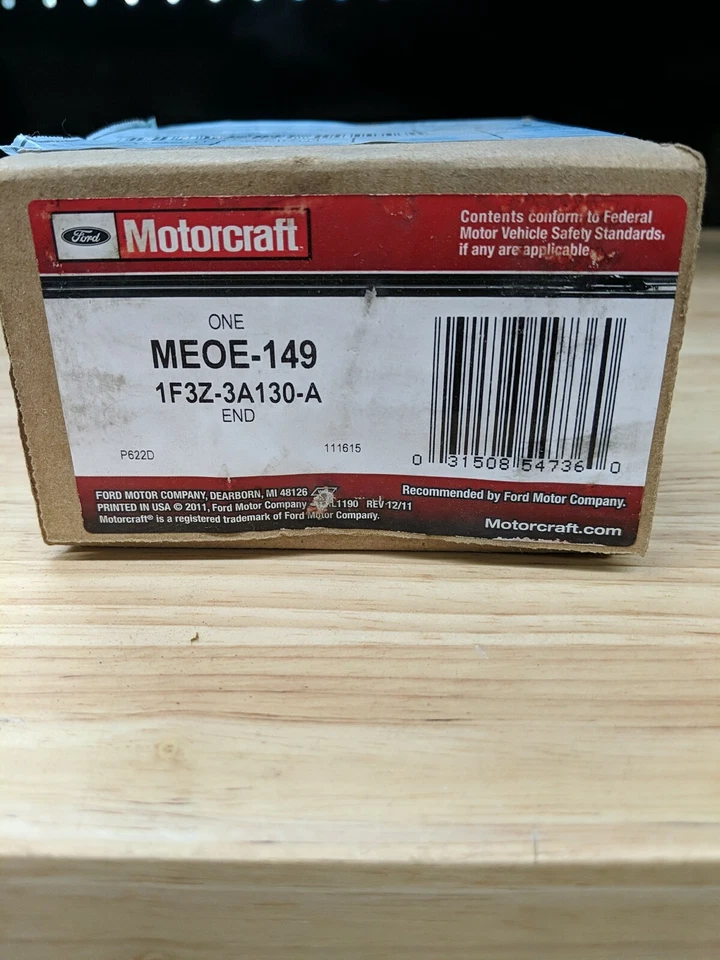 Ford
Motorcraft
Contents conform to Federal
Motor Vehicle Safety Standards,
if any are applicable.
ONE
MEOE-149
1F3Z-3A130-A
END
P622D
111615
0 31508 54736 0
FORD MOTOR COMPANY, DEARBORN, MI 48126
PRINTED IN USA © 2011, Ford Motor Company L1190 REV 12/11
Motorcraft® is a registered trademark of Ford Motor Company.
Recommended by Ford Motor Company.
Motorcraft.com